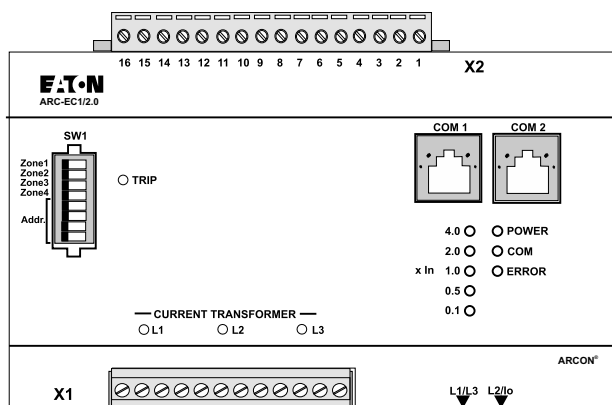 16 15 14 13 12 11 10 9 8 7 6 5 4 3 2 1
X2
EATON
ARC-EC1/2.0
SW1
COM 1 COM 2
Zone1
Zone2
Zone3
Zone4
Addr.
TRIP
4.0 POWER
2.0 COM
x In 1.0 ERROR
0.5
0.1
CURRENT TRANSFORMER
L1 L2 L3
ARCON®
X1
L1/L3 L2/Io